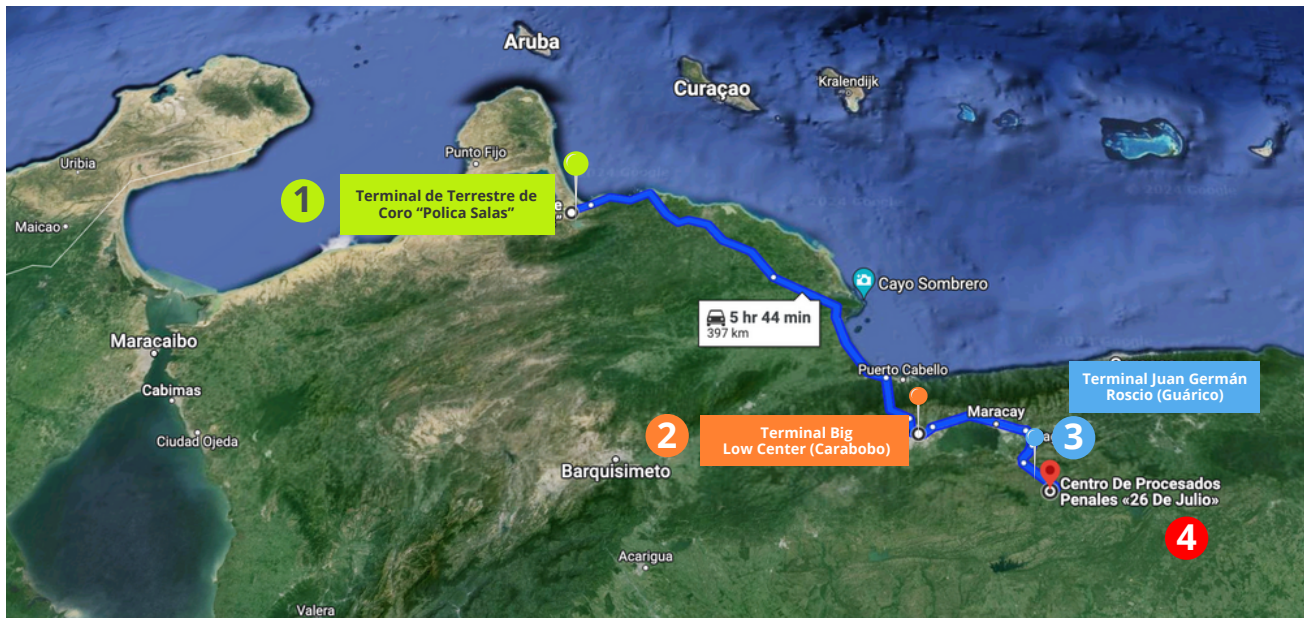 Aruba
Curaçao
Kralendijk
Punto Fijo
Uribia
1
Terminal de Terrestre de
Coro “Polica Salas”
Maicao
Cayo Sombrero
5 hr 44 min
397 km
Maracaibo
Puerto Cabello
Cabimas
Terminal Juan Germán
Roscio (Guárico)
Maracay
2
Terminal Big
Low Center (Carabobo)
3
Ciudad Ojeda
Barquisimeto
Centro De Procesados
Penales «26 De Julio»
4
Acarigua
Valera